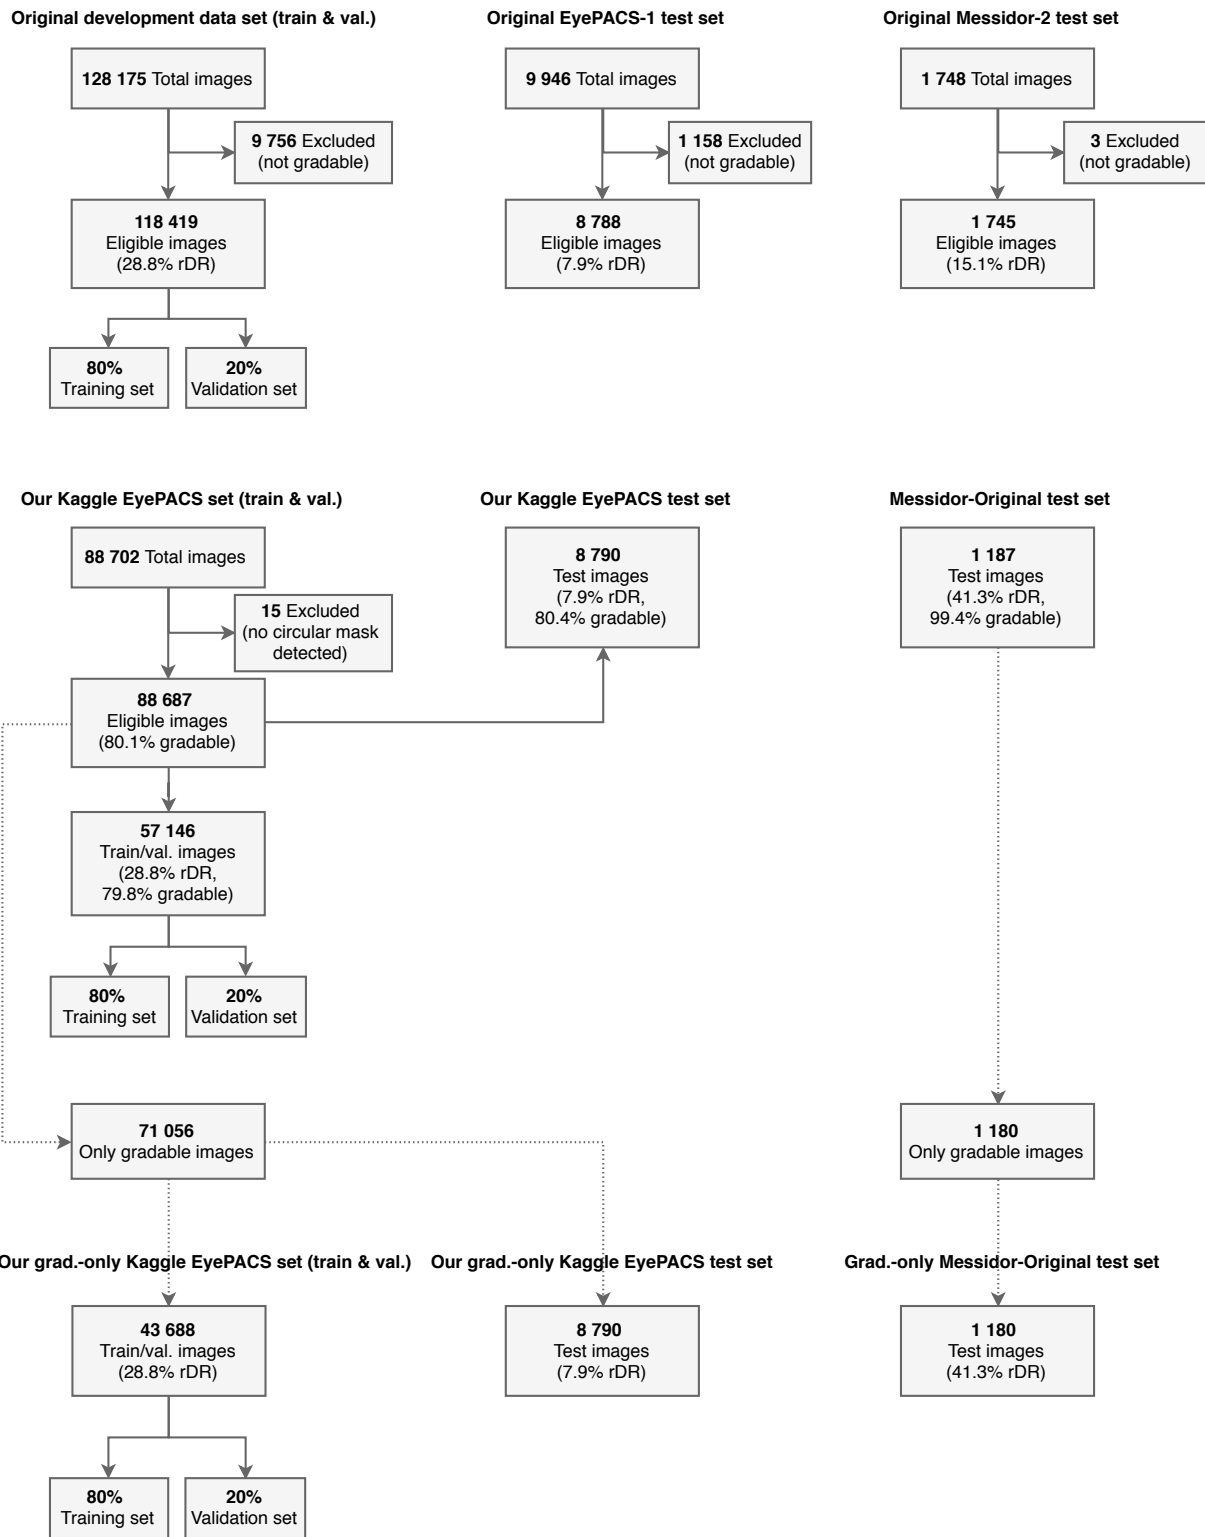 Original development data set (train & val.)
128 175 Total images
9 756 Excluded
(not gradable)
118 419
Eligible images
(28.8% rDR)
80%
Training set
20%
Validation set
Original EyePACS-1 test set
9 946 Total images
1 158 Excluded
(not gradable)
8 788
Eligible images
(7.9% rDR)
Original Messidor-2 test set
1 748 Total images
3 Excluded
(not gradable)
1 745
Eligible images
(15.1% rDR)
Our Kaggle EyePACS set (train & val.)
88 702 Total images
15 Excluded
(no circular mask
detected)
88 687
Eligible images
(80.1% gradable)
57 146
Train/val. images
(28.8% rDR,
79.8% gradable)
80%
Training set
20%
Validation set
Our Kaggle EyePACS test set
8 790
Test images
(7.9% rDR,
80.4% gradable)
Messidor-Original test set
1 187
Test images
(41.3% rDR,
99.4% gradable)
71 056
Only gradable images
1 180
Only gradable images
Our grad.-only Kaggle EyePACS set (train & val.)
43 688
Train/val. images
(28.8% rDR)
80%
Training set
20%
Validation set
Our grad.-only Kaggle EyePACS test set
8 790
Test images
(7.9% rDR)
Grad.-only Messidor-Original test set
1 180
Test images
(41.3% rDR)